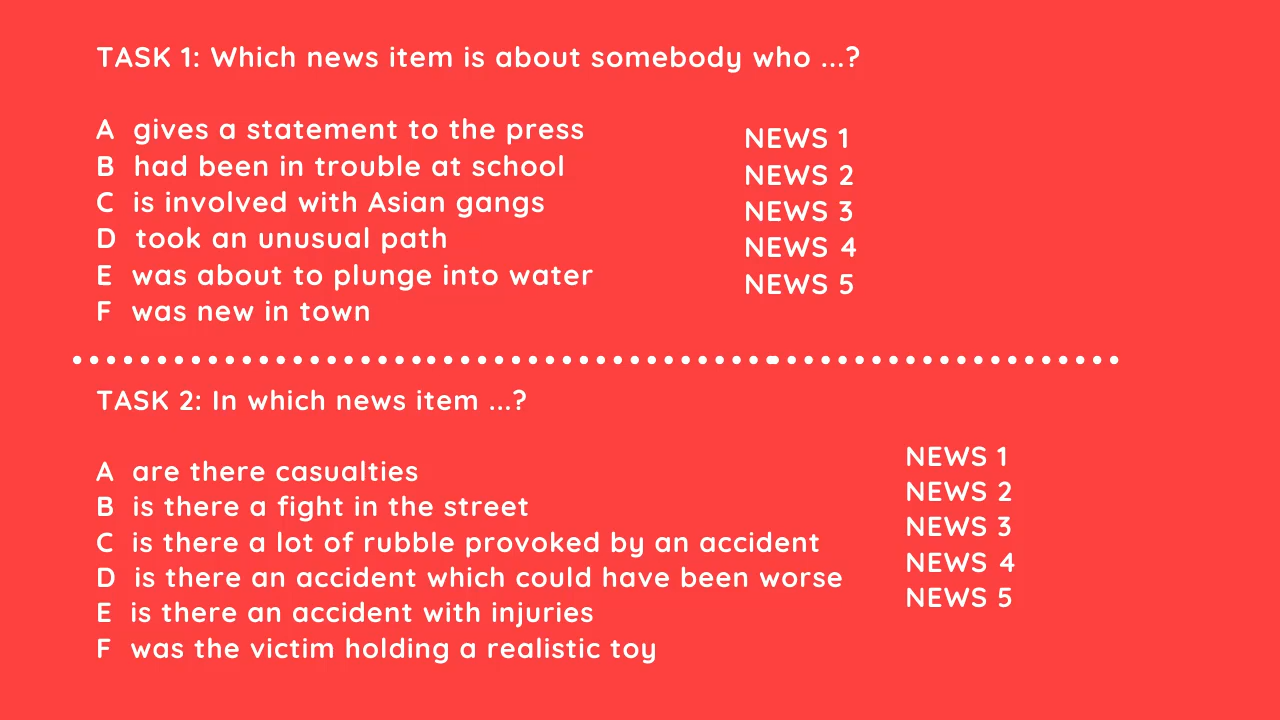 TASK 1: Which news item is about somebody who ...?
A gives a statement to the press
B had been in trouble at school
C is involved with Asian gangs
D took an unusual path
E was about to plunge into water
F was new in town
NEWS 1
NEWS 2
NEWS 3
NEWS 4
NEWS 5
TASK 2: In which news item ...?
A are there casualties
B is there a fight in the street
C is there a lot of rubble provoked by an accident
D is there an accident which could have been worse
E is there an accident with injuries
F was the victim holding a realistic toy
NEWS 1
NEWS 2
NEWS 3
NEWS 4
NEWS 5